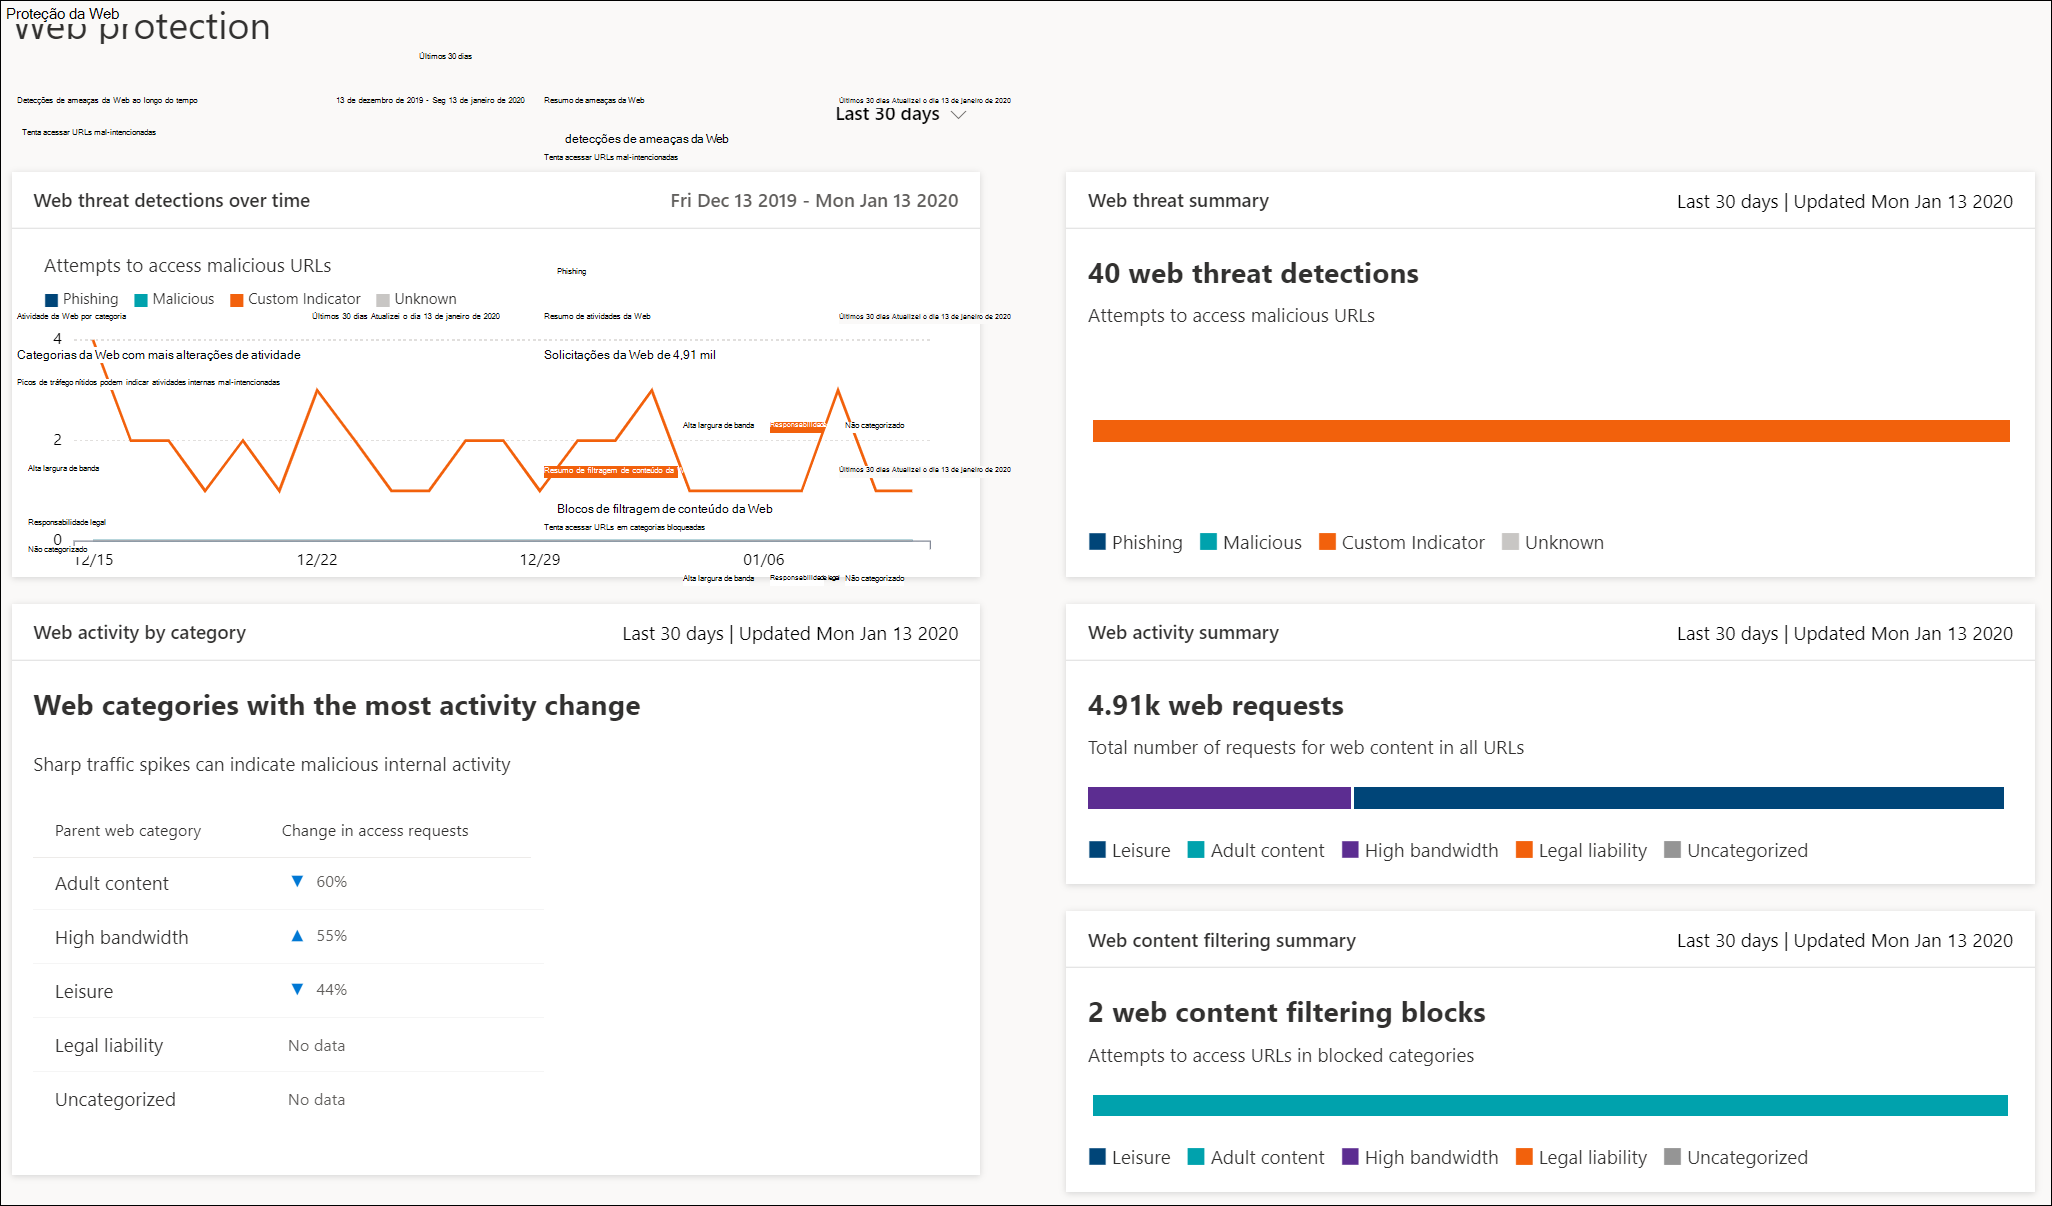 Proteção da Web
Web protection
Últimos 30 dias
Detecções de ameaças da Web ao longo do tempo
13 de dezembro de 2019 - Seg 13 de janeiro de 2020
Resumo de ameaças da Web
Últimos 30 dias Atualizei o dia 13 de janeiro de 2020
Last 30 days
Tenta acessar URLs mal-intencionadas
detecções de ameaças da Web
Tenta acessar URLs mal-intencionadas
Web threat detections over time
Fri Dec 13 2019 - Mon Jan 13 2020
Attempts to access malicious URLs
Phishing
Phishing Malicious Custom Indicator Unknown
Atividade da Web por categoria
Últimos 30 dias Atualizei o dia 13 de janeiro de 2020
Resumo de atividades da Web
Últimos 30 dias Atualizei o dia 13 de janeiro de 2020
4
Categorias da Web com mais alterações de atividade
Solicitações da Web de 4,91 mil
Picos de tráfego nítidos podem indicar atividades internas mal-intencionadas
Alta largura de banda
Responsabilidade
Não categorizado
2
Alta largura de banda
Resumo de filtragem de conteúdo da
Últimos 30 dias Atualizei o dia 13 de janeiro de 2020
Blocos de filtragem de conteúdo da Web
Responsabilidade legal
Tenta acessar URLs em categorias bloqueadas
0
Não categorizado
12/15 12/22 12/29 01/06
Alta largura de banda
Responsabilidade legal
Não categorizado
Web threat summary
Last 30 days | Updated Mon Jan 13 2020
40 web threat detections
Attempts to access malicious URLs
Phishing Malicious Custom Indicator Unknown
Web activity by category
Last 30 days | Updated Mon Jan 13 2020
Web categories with the most activity change
Sharp traffic spikes can indicate malicious internal activity
Parent web category Change in access requests
Adult content ▼ 60%
High bandwidth ▲ 55%
Leisure ▼ 44%
Legal liability No data
Uncategorized No data
Web activity summary
Last 30 days | Updated Mon Jan 13 2020
4.91k web requests
Total number of requests for web content in all URLs
Leisure Adult content High bandwidth Legal liability Uncategorized
Web content filtering summary
Last 30 days | Updated Mon Jan 13 2020
2 web content filtering blocks
Attempts to access URLs in blocked categories
Leisure Adult content High bandwidth Legal liability Uncategorized